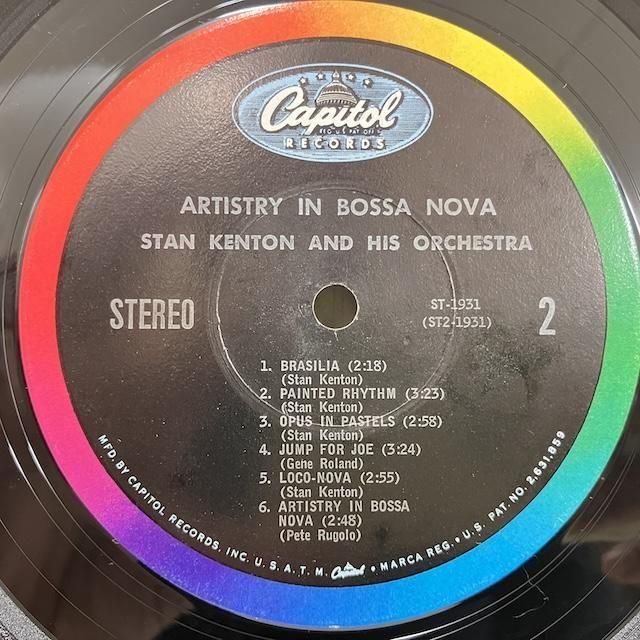 Capitol
REG. U.S. PAT. OFF.
RECORDS
ARTISTRY IN BOSSA NOVA
STAN KENTON AND HIS ORCHESTRA
STEREO
ST-1931
(ST2-1931)
2
1. BRASILIA (2:18)
(Stan Kenton)
2. PAINTED RHYTHM (3:23)
(Stan Kenton)
3. OPUS IN PASTELS (2:58)
(Stan Kenton)
4. JUMP FOR JOE (3:24)
(Gene Roland)
5. LOCO-NOVA (2:55)
(Stan Kenton)
6. ARTISTRY IN BOSSA
NOVA (2:48)
(Pete Rugolo)
MFD. BY CAPITOL RECORDS, INC. U.S.A. T.M. Capitol • MARCA REG. • U.S. PAT. NO. 2,631,859